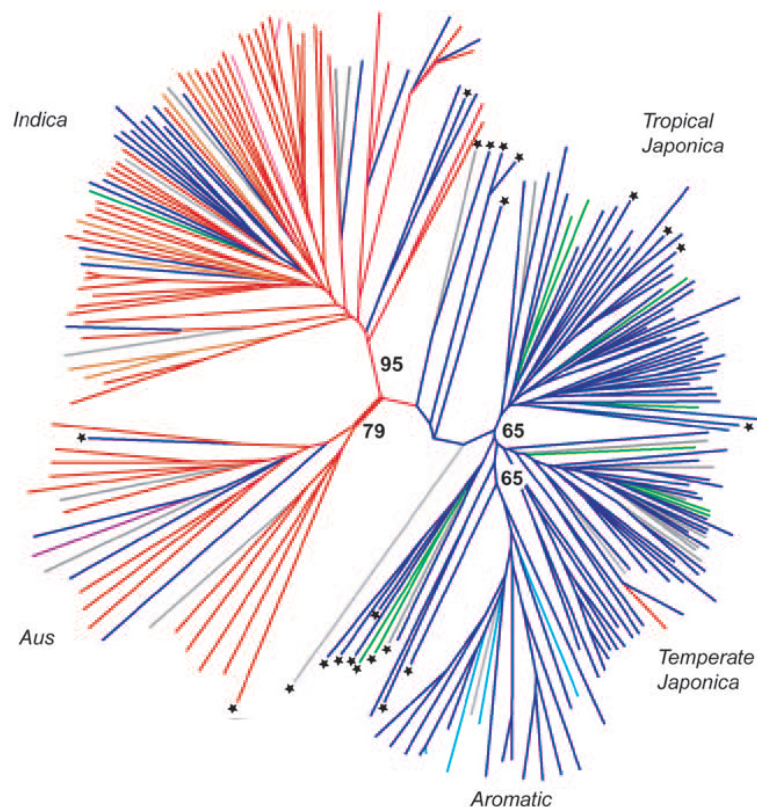 Indica
Tropical
Japonica
95
79
65
65
Aus
Temperate
Japonica
Aromatic